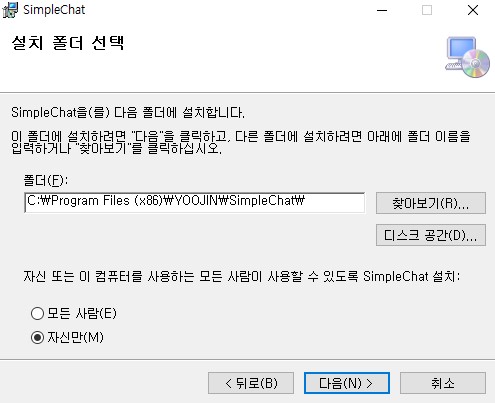 SimpleChat
설치 폴더 선택
SimpleChat을(를) 다음 폴더에 설치합니다.
이 폴더에 설치하려면 "다음"을 클릭하고, 다른 폴더에 설치하려면 아래에 폴더 이름을
입력하거나 "찾아보기"를 클릭하십시오.
폴더(F):
C:₩Program Files (x86)₩YOOJIN₩SimpleChat₩
찾아보기(R)...
디스크 공간(D)...
자신 또는 이 컴퓨터를 사용하는 모든 사람이 사용할 수 있도록 SimpleChat 설치:
모든 사람(E)
자신만(M)
< 뒤로(B)
다음(N) >
취소